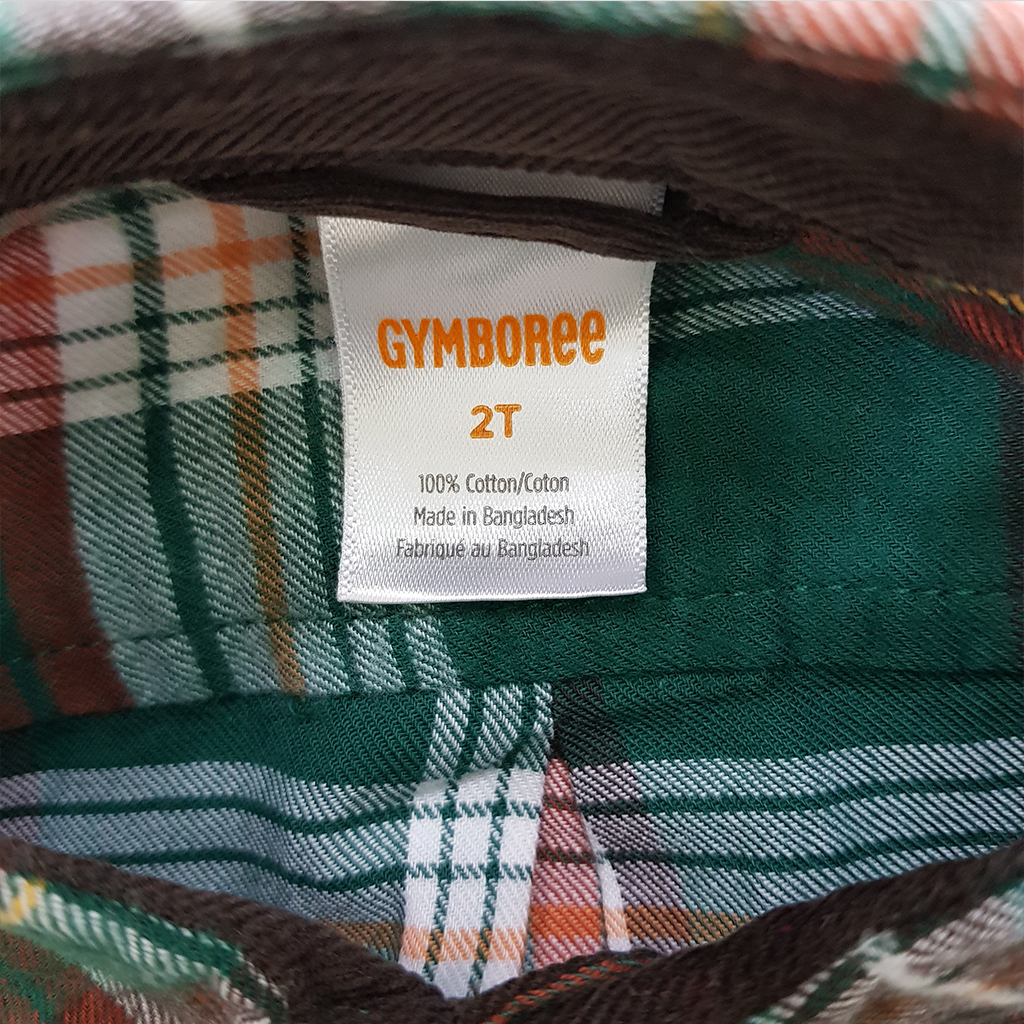 GYMBOREE
2T
100% Cotton/Coton
Made in Bangladesh
Fabriqué au Bangladesh